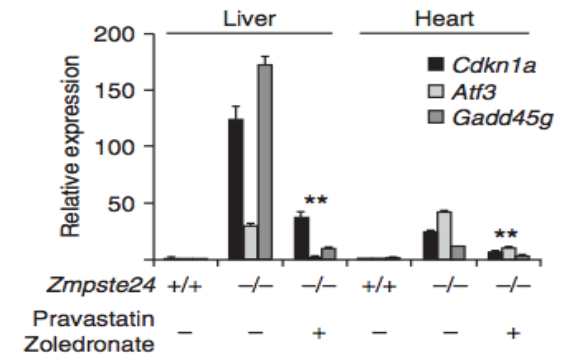 Liver Heart
200
150
100
50
Relative expression
Cdkn1a
Atf3
Gadd45g
**
**
Zmpste24 +/+ –/– –/– +/+ –/– –/–
Pravastatin
Zoledronate – – + – – +